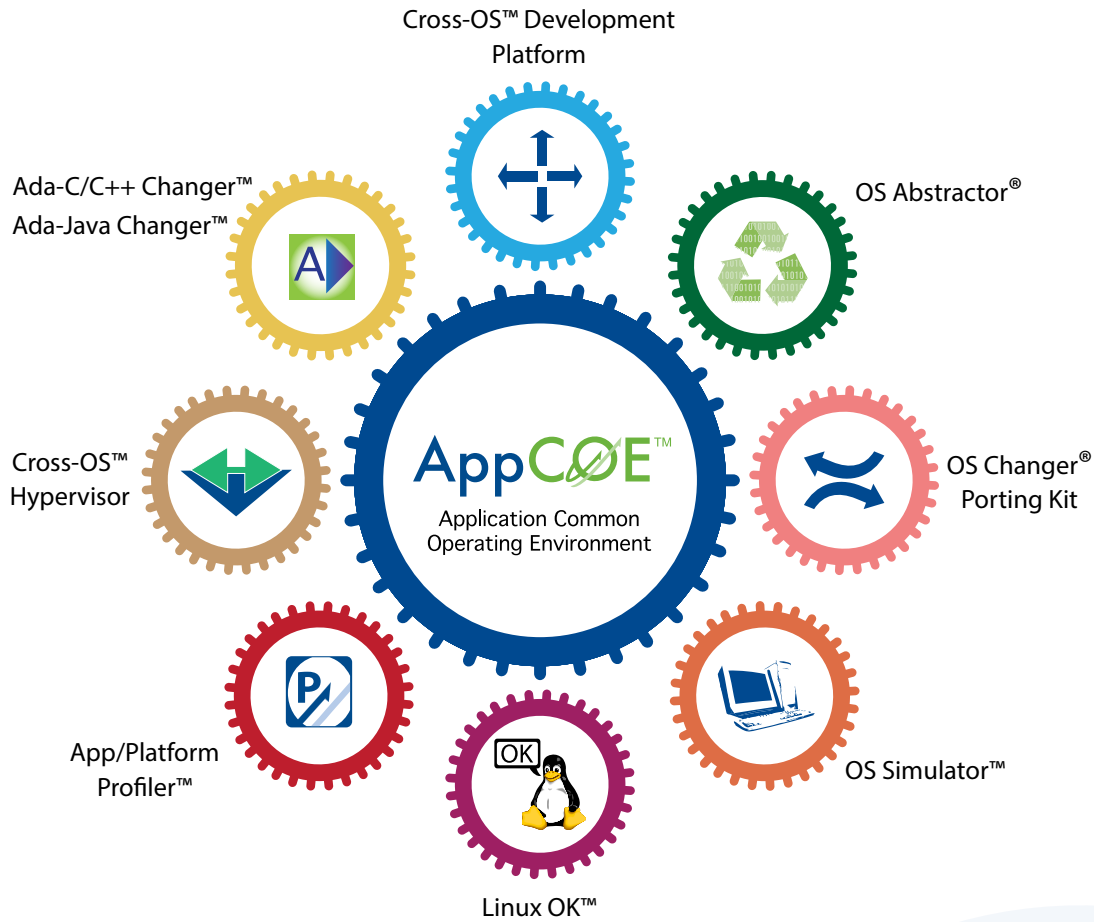 Cross-OS™ Development
Platform
Ada-C/C++ Changer™
Ada-Java Changer™
A
OS Abstractor®
AppCOE™
Application Common
Operating Environment
Cross-OS™
Hypervisor
OS Changer®
Porting Kit
P
App/Platform
Profiler™
OK
OS Simulator™
Linux OK™